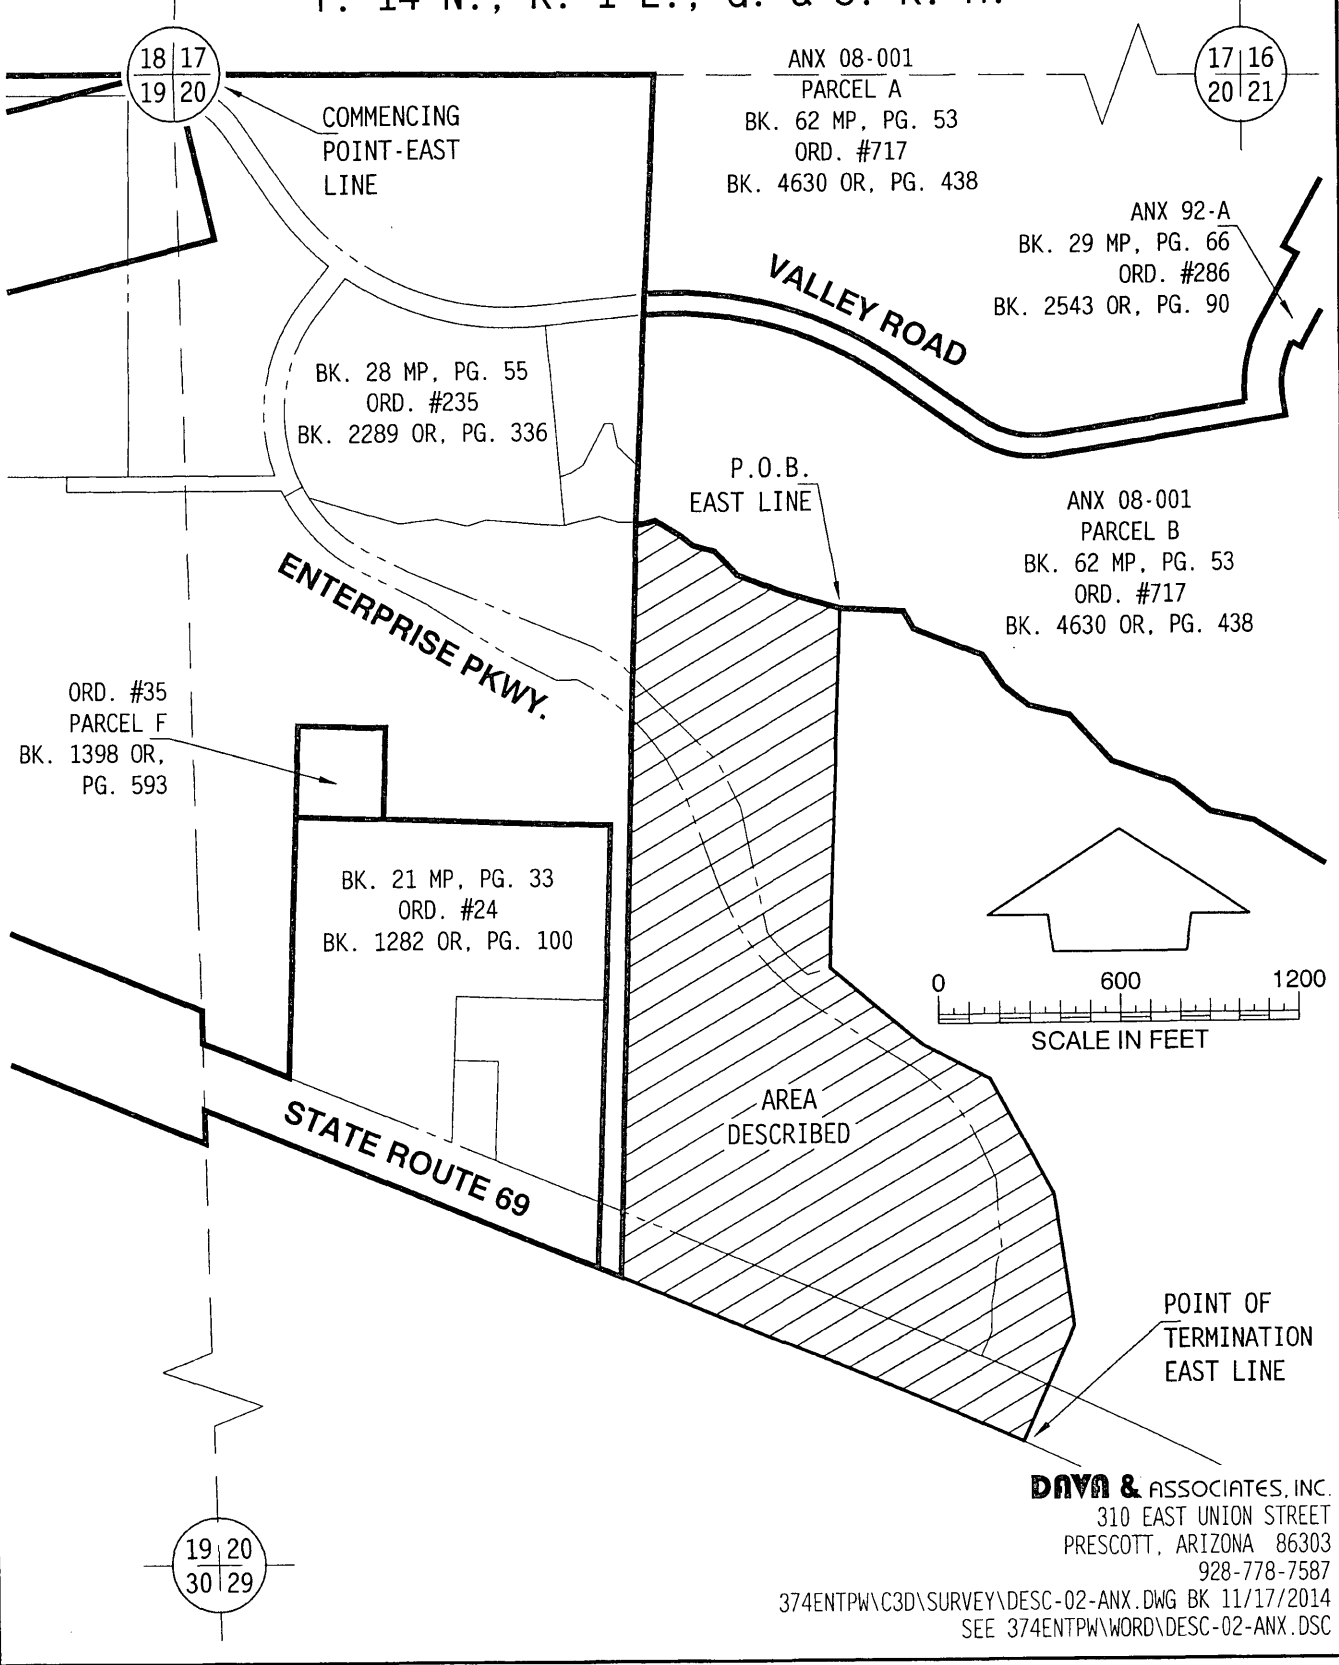 T. 14 N., R. 1 E., G. & S. R. M.
18 17
19 20
17 16
20 21
COMMENCING
POINT-EAST
LINE
ANX 08-001
PARCEL A
BK. 62 MP, PG. 53
ORD. #717
BK. 4630 OR, PG. 438
ANX 92-A
BK. 29 MP, PG. 66
ORD. #286
BK. 2543 OR, PG. 90
VALLEY ROAD
BK. 28 MP, PG. 55
ORD. #235
BK. 2289 OR, PG. 336
P.O.B.
EAST LINE
ANX 08-001
PARCEL B
BK. 62 MP, PG. 53
ORD. #717
BK. 4630 OR, PG. 438
ENTERPRISE PKWY.
ORD. #35
PARCEL F
BK. 1398 OR,
PG. 593
BK. 21 MP, PG. 33
ORD. #24
BK. 1282 OR, PG. 100
0 600 1200
SCALE IN FEET
AREA
DESCRIBED
STATE ROUTE 69
POINT OF
TERMINATION
EAST LINE
19 20
30 29
DAVA & ASSOCIATES, INC.
310 EAST UNION STREET
PRESCOTT, ARIZONA 86303
928-778-7587
374ENTPW\C3D\SURVEY\DESC-02-ANX.DWG BK 11/17/2014
SEE 374ENTPW\WORD\DESC-02-ANX.DSC